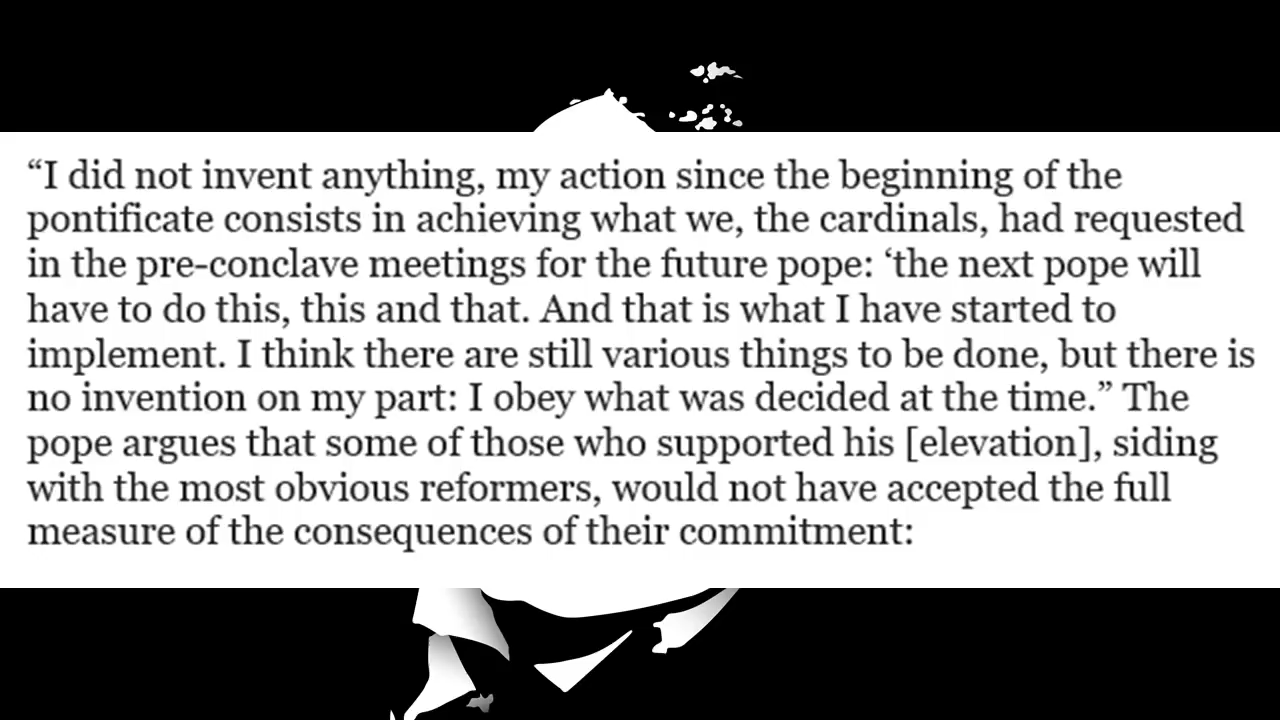 “I did not invent anything, my action since the beginning of the
pontificate consists in achieving what we, the cardinals, had requested
in the pre-conclave meetings for the future pope: ‘the next pope will
have to do this, this and that. And that is what I have started to
implement. I think there are still various things to be done, but there is
no invention on my part: I obey what was decided at the time.” The
pope argues that some of those who supported his [elevation], siding
with the most obvious reformers, would not have accepted the full
measure of the consequences of their commitment: